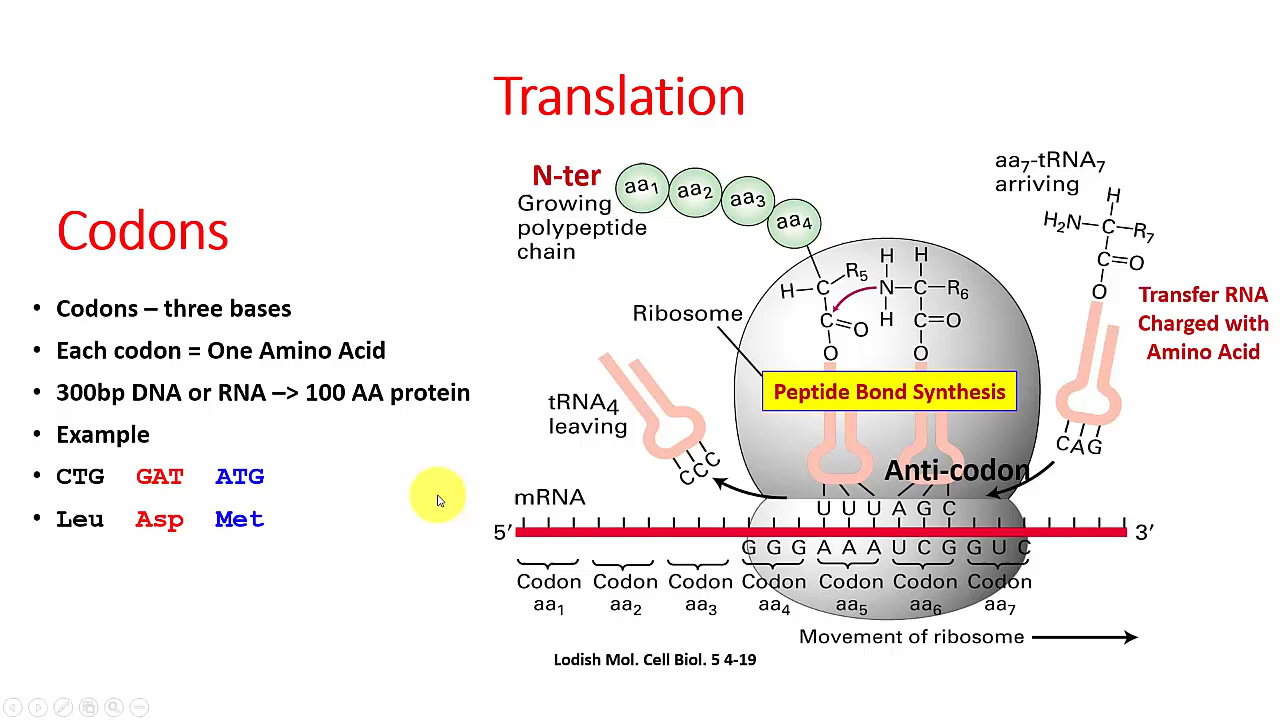 Translation
Codons
• Codons – three bases
• Each codon = One Amino Acid
• 300bp DNA or RNA –> 100 AA protein
• Example
• CTG GAT ATG
• Leu Asp Met
N-ter
Growing
polypeptide
chain
aa1 aa2 aa3 aa4
aa7-tRNA7
arriving
H
H2N–C–R7
C=O
O
Transfer RNA
Charged with
Amino Acid
Ribosome
H H
R5
H–C N–C–R6
C=O H C=O
O O
Peptide Bond Synthesis
tRNA4
leaving
CCC
CAG
Anti-codon
mRNA
U U U A G C
5′ 3′
G G G A A A U C G G U C
Codon Codon Codon Codon Codon Codon Codon
aa1 aa2 aa3 aa4 aa5 aa6 aa7
Movement of ribosome
Lodish Mol. Cell Biol. 5 4-19